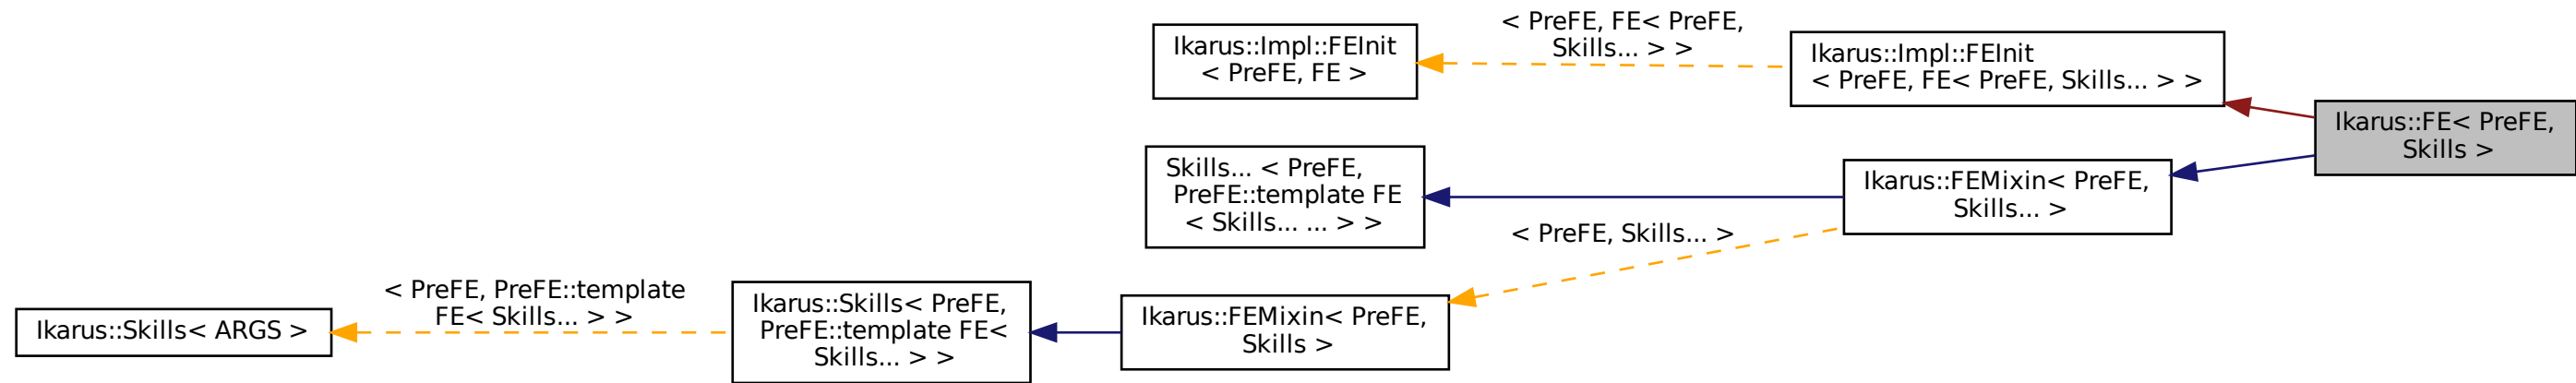 Ikarus::Impl::FEInit
< PreFE, FE >
< PreFE, FE< PreFE,
Skills... > >
Ikarus::Impl::FEInit
< PreFE, FE< PreFE, Skills... > >
Ikarus::FE< PreFE,
Skills >
Skills... < PreFE,
PreFE::template FE
< Skills... ... > >
Ikarus::FEMixin< PreFE,
Skills... >
< PreFE, Skills... >
Ikarus::Skills< ARGS >
< PreFE, PreFE::template
FE< Skills... > >
Ikarus::Skills< PreFE,
PreFE::template FE<
Skills... > >
Ikarus::FEMixin< PreFE,
Skills >